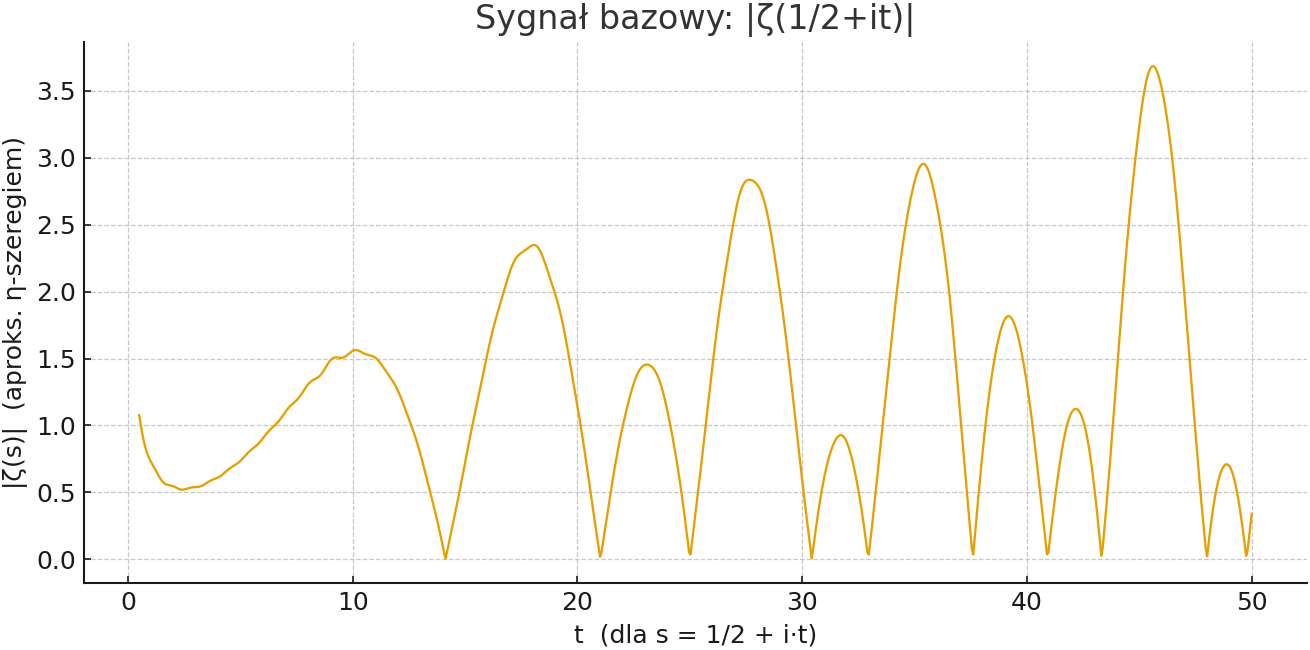 Sygnał bazowy: |ζ(1/2+it)|
|ζ(s)|  (aproks. η-szeregiem)
3.5
3.0
2.5
2.0
1.5
1.0
0.5
0.0
0 10 20 30 40 50
t  (dla s = 1/2 + i·t)